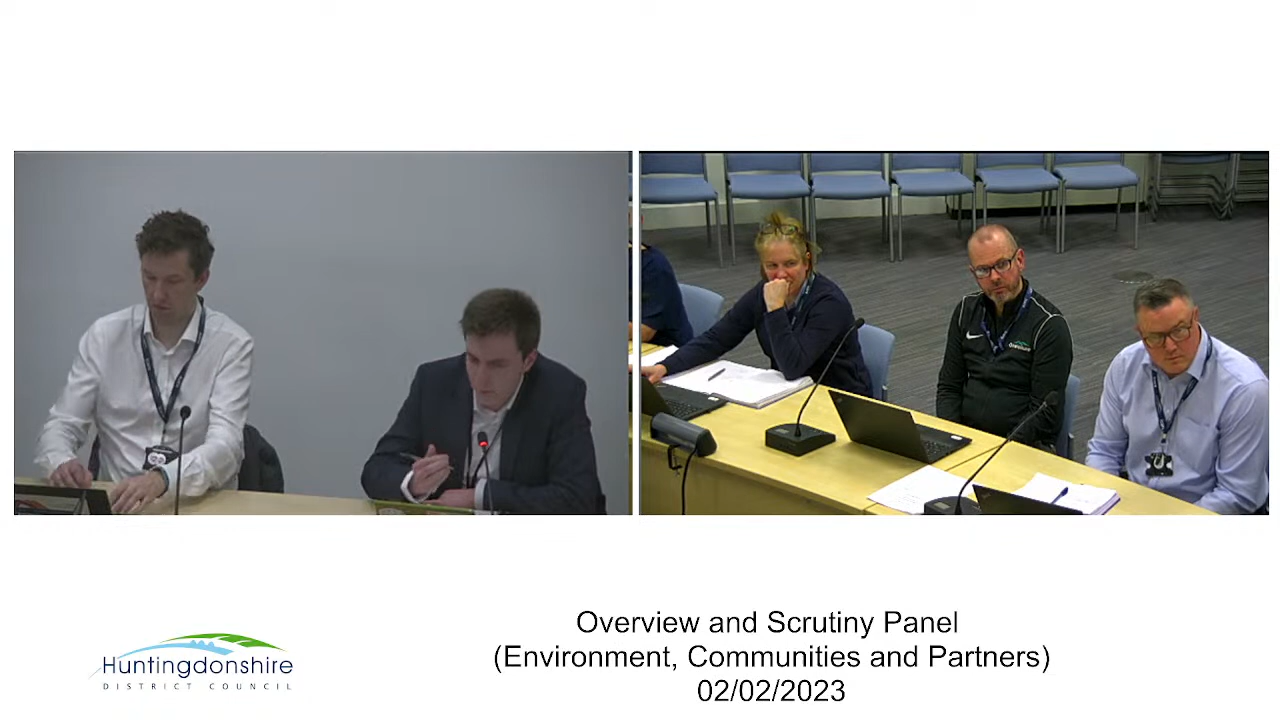 Huntingdonshire
DISTRICT COUNCIL
Overview and Scrutiny Panel
(Environment, Communities and Partners)
02/02/2023